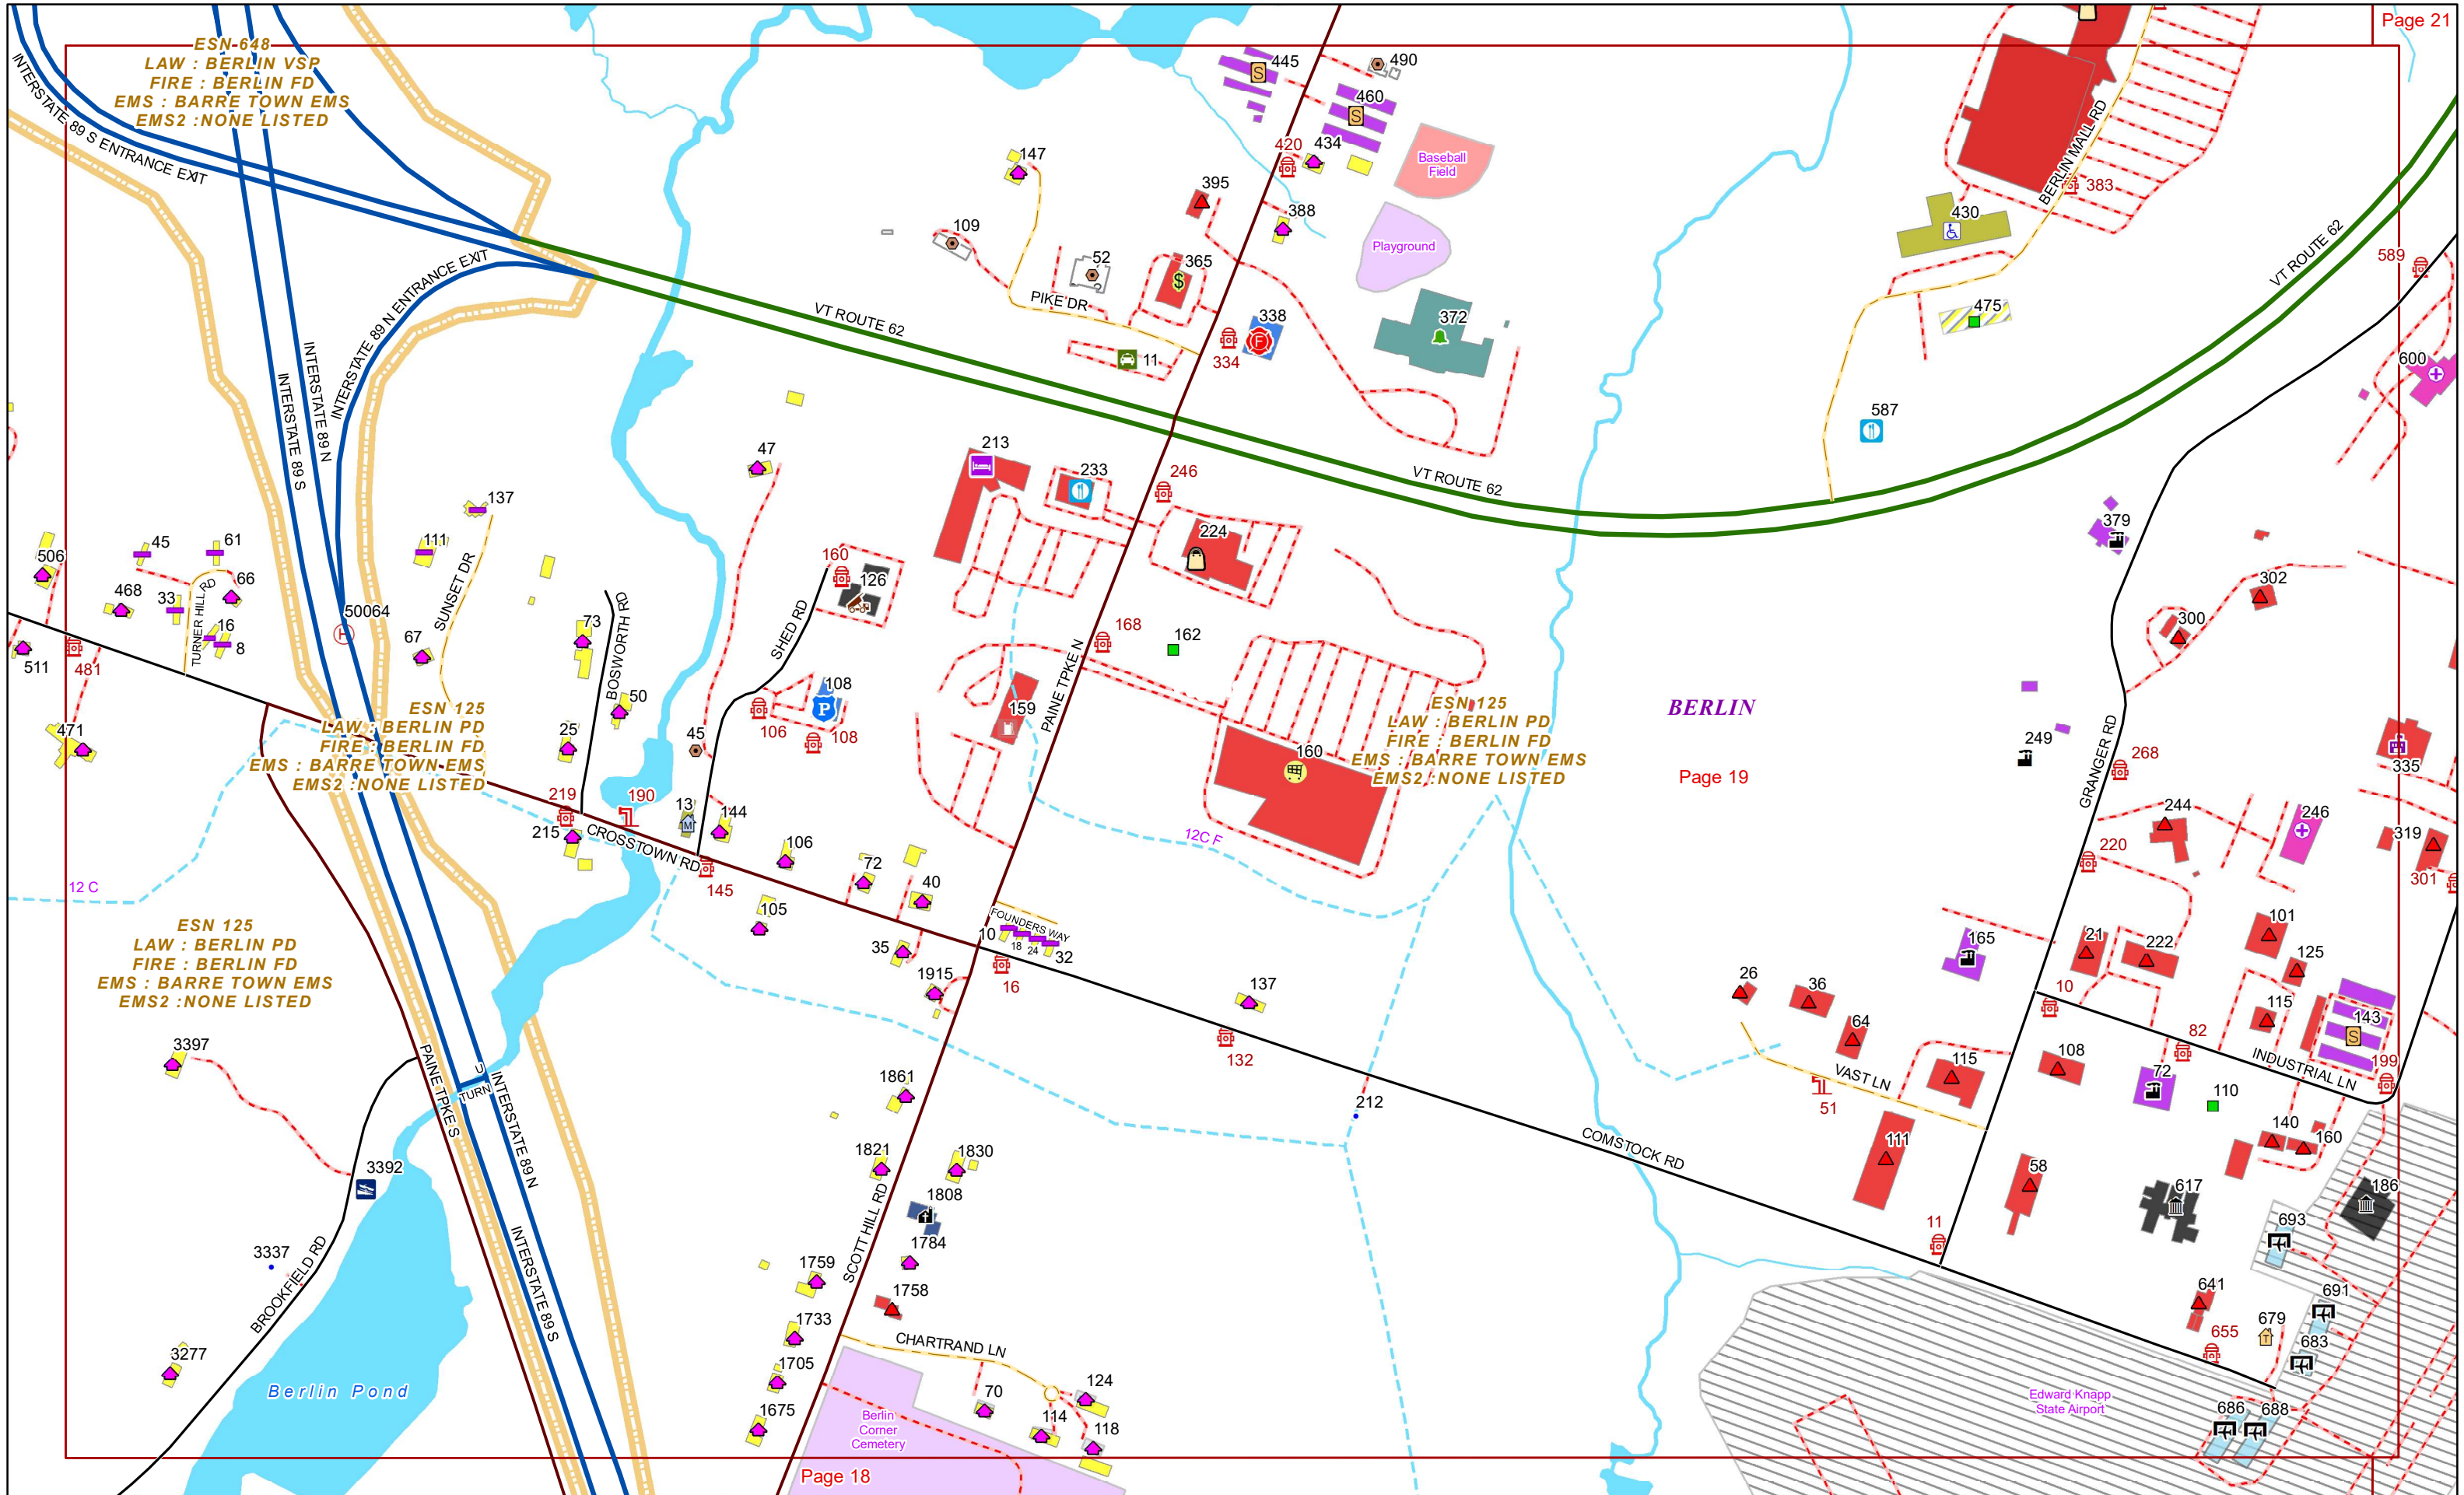 Page 21
ESN 648
LAW : BERLIN VSP
FIRE : BERLIN FD
EMS : BARRE TOWN EMS
EMS2 :NONE LISTED
INTERSTATE 89 S ENTRANCE EXIT
INTERSTATE 89 N ENTRANCE EXIT
INTERSTATE 89 N
INTERSTATE 89 S
VT ROUTE 62
445
490
460
420
434
Baseball
Field
147
395
388
109
52
365
PIKE DR
Playground
338
372
334
11
BERLIN MALL RD
383
430
475
587
VT ROUTE 62
589
600
VT ROUTE 62
47
213
233
246
224
137
111
SUNSET DR
506
45
61
468
33
66
TURNER HILL RD
16
8
50064
67
511
481
471
73
BOSWORTH RD
50
25
160
126
SHED RD
108
106
108
45
168
162
159
PAINE TPKE N
160
ESN 125
LAW : BERLIN PD
FIRE : BERLIN FD
EMS : BARRE TOWN EMS
EMS2 :NONE LISTED
ESN 125
LAW : BERLIN PD
FIRE : BERLIN FD
EMS : BARRE TOWN EMS
EMS2 :NONE LISTED
BERLIN
Page 19
379
302
300
249
GRANGER RD
268
335
244
246
319
220
301
219
190
215
CROSSTOWN RD
13
144
145
106
72
40
105
35
12C F
12 C
FOUNDERS WAY
10
18
24
32
16
1915
137
132
ESN 125
LAW : BERLIN PD
FIRE : BERLIN FD
EMS : BARRE TOWN EMS
EMS2 :NONE LISTED
165
21
222
101
125
10
115
143
82
199
INDUSTRIAL LN
26
36
64
115
VAST LN
51
111
108
72
110
140
160
58
617
186
693
11
212
COMSTOCK RD
3397
PAINE TPKE S
U
TURN
INTERSTATE 89 N
INTERSTATE 89 S
3392
3337
BROOKFIELD RD
3277
Berlin Pond
1861
1821
1830
1808
SCOTT HILL RD
1784
1759
1758
1733
CHARTRAND LN
1705
1675
70
124
114
118
Berlin
Corner
Cemetery
Page 18
641
691
679
683
655
Edward Knapp
State Airport
686
688